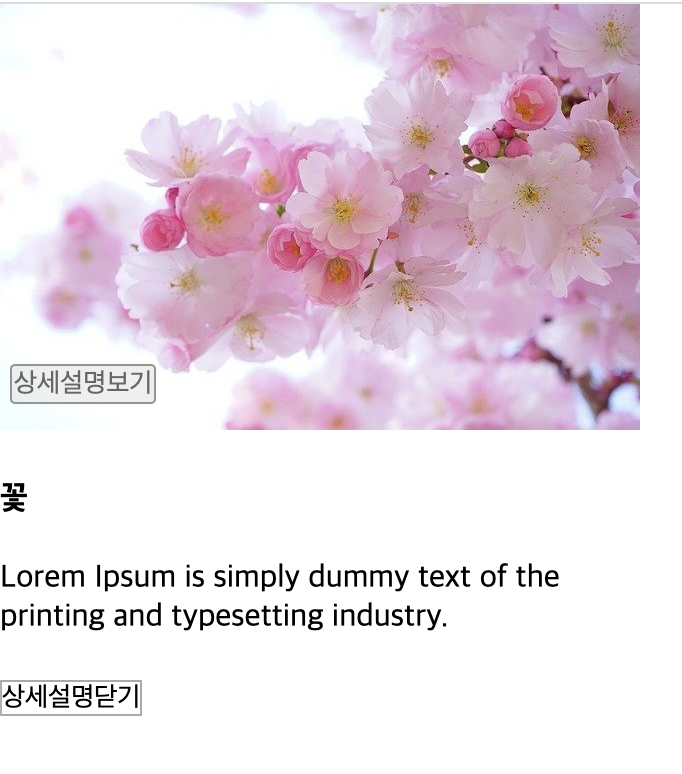 상세설명보기
꽃
Lorem Ipsum is simply dummy text of the
printing and typesetting industry.
상세설명닫기